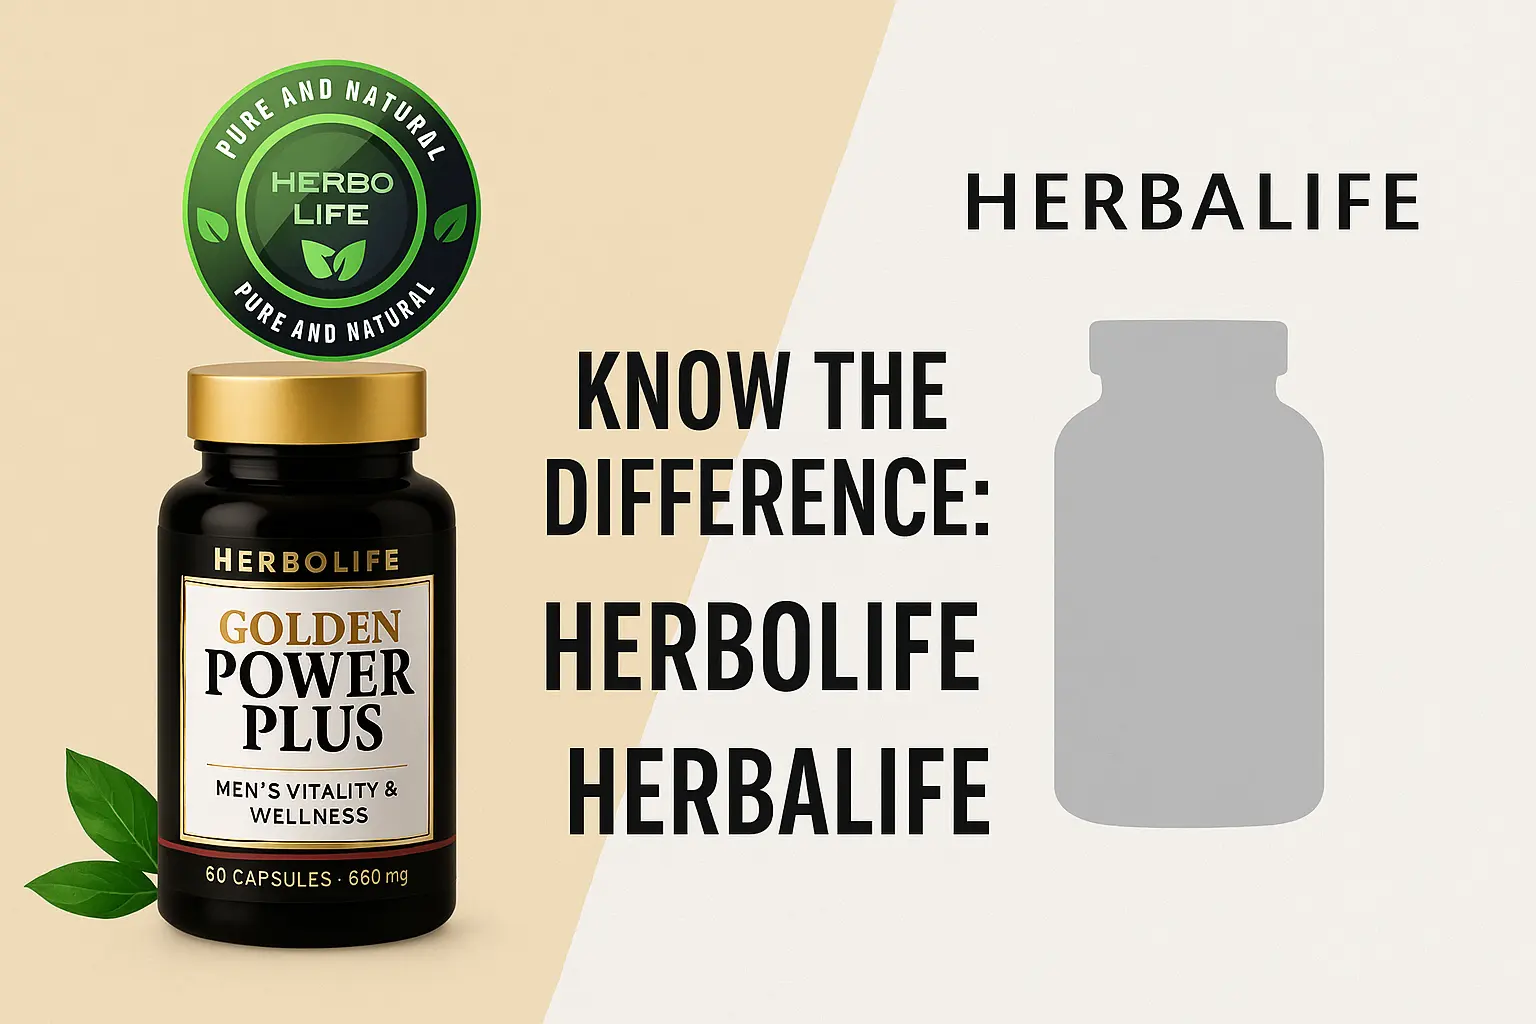 PURE AND NATURAL
HERBO
LIFE
PURE AND NATURAL
HERBOLIFE
GOLDEN
POWER
PLUS
MEN'S VITALITY &
WELLNESS
60 CAPSULES · 660 mg
KNOW THE
DIFFERENCE:
HERBOLIFE
HERBALIFE
HERBALIFE